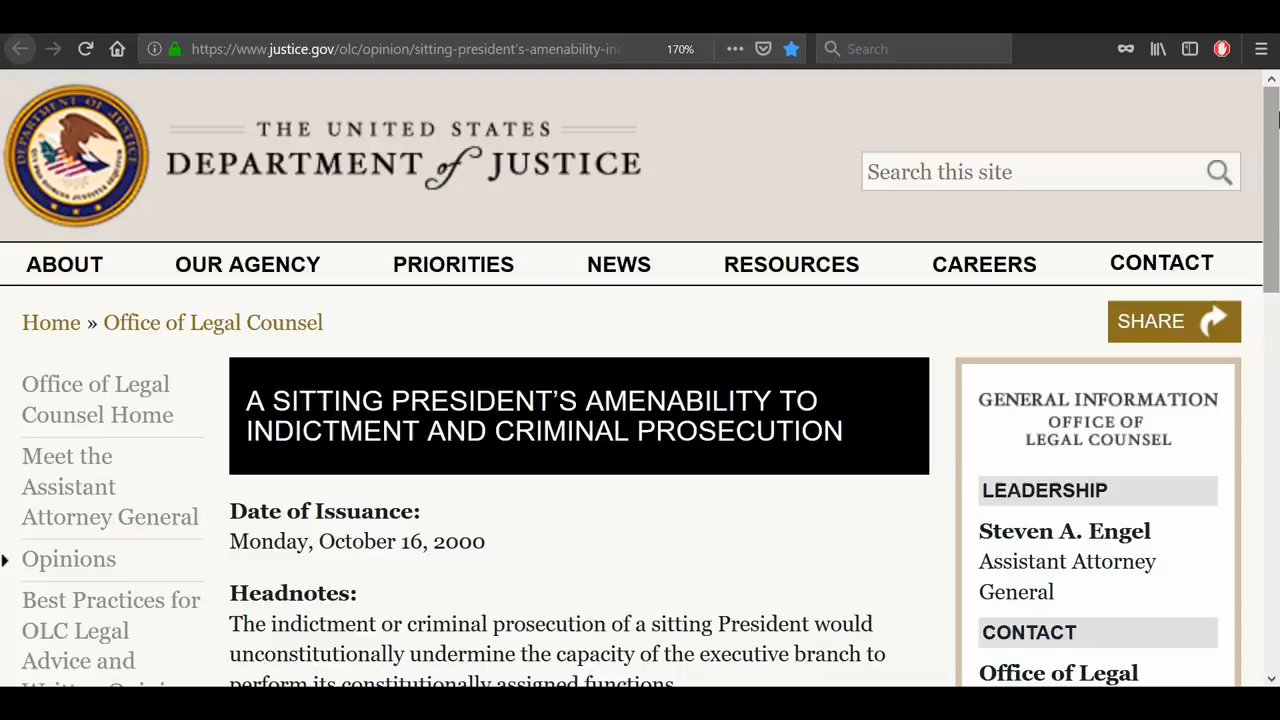 https://www.justice.gov/olc/opinion/sitting-president's-amenability-in
170%
Search
THE UNITED STATES
DEPARTMENT of JUSTICE
Search this site
ABOUT
OUR AGENCY
PRIORITIES
NEWS
RESOURCES
CAREERS
CONTACT
Home » Office of Legal Counsel
SHARE
Office of Legal
Counsel Home
Meet the
Assistant
Attorney General
Opinions
Best Practices for
OLC Legal
Advice and
A SITTING PRESIDENT'S AMENABILITY TO
INDICTMENT AND CRIMINAL PROSECUTION
Date of Issuance:
Monday, October 16, 2000
Headnotes:
The indictment or criminal prosecution of a sitting President would
unconstitutionally undermine the capacity of the executive branch to
perform its constitutionally assigned functions.
GENERAL INFORMATION
OFFICE OF
LEGAL COUNSEL
LEADERSHIP
Steven A. Engel
Assistant Attorney
General
CONTACT
Office of Legal